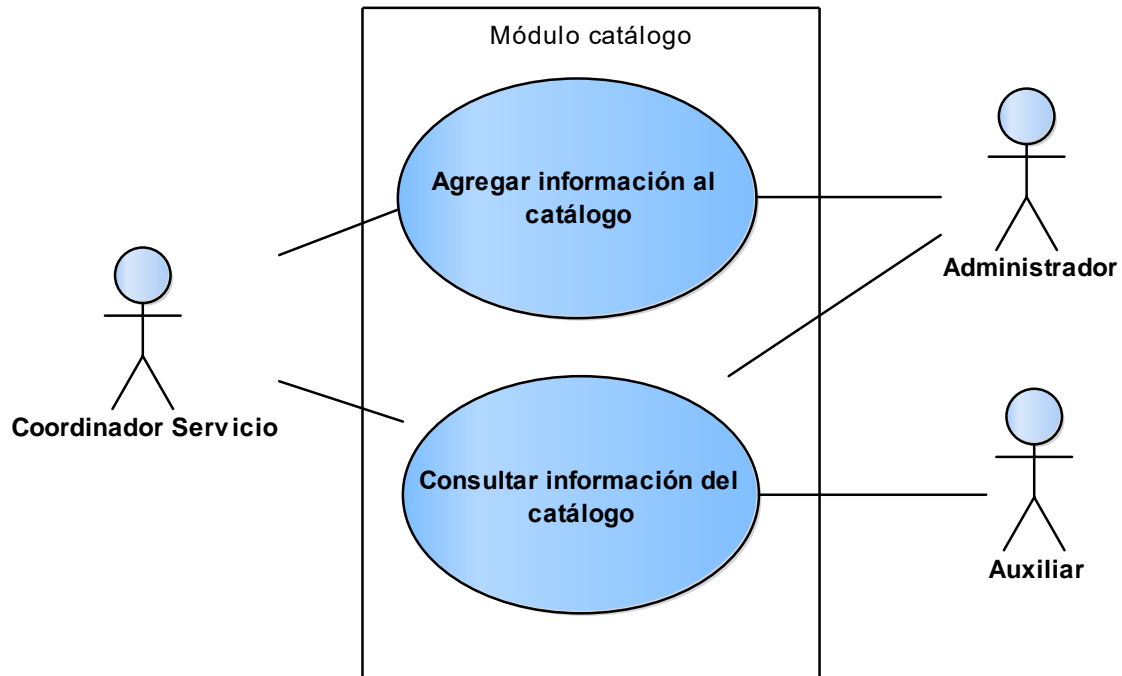 Módulo catálogo
Agregar información al
catálogo
Administrador
Coordinador Servicio
Consultar información del
catálogo
Auxiliar